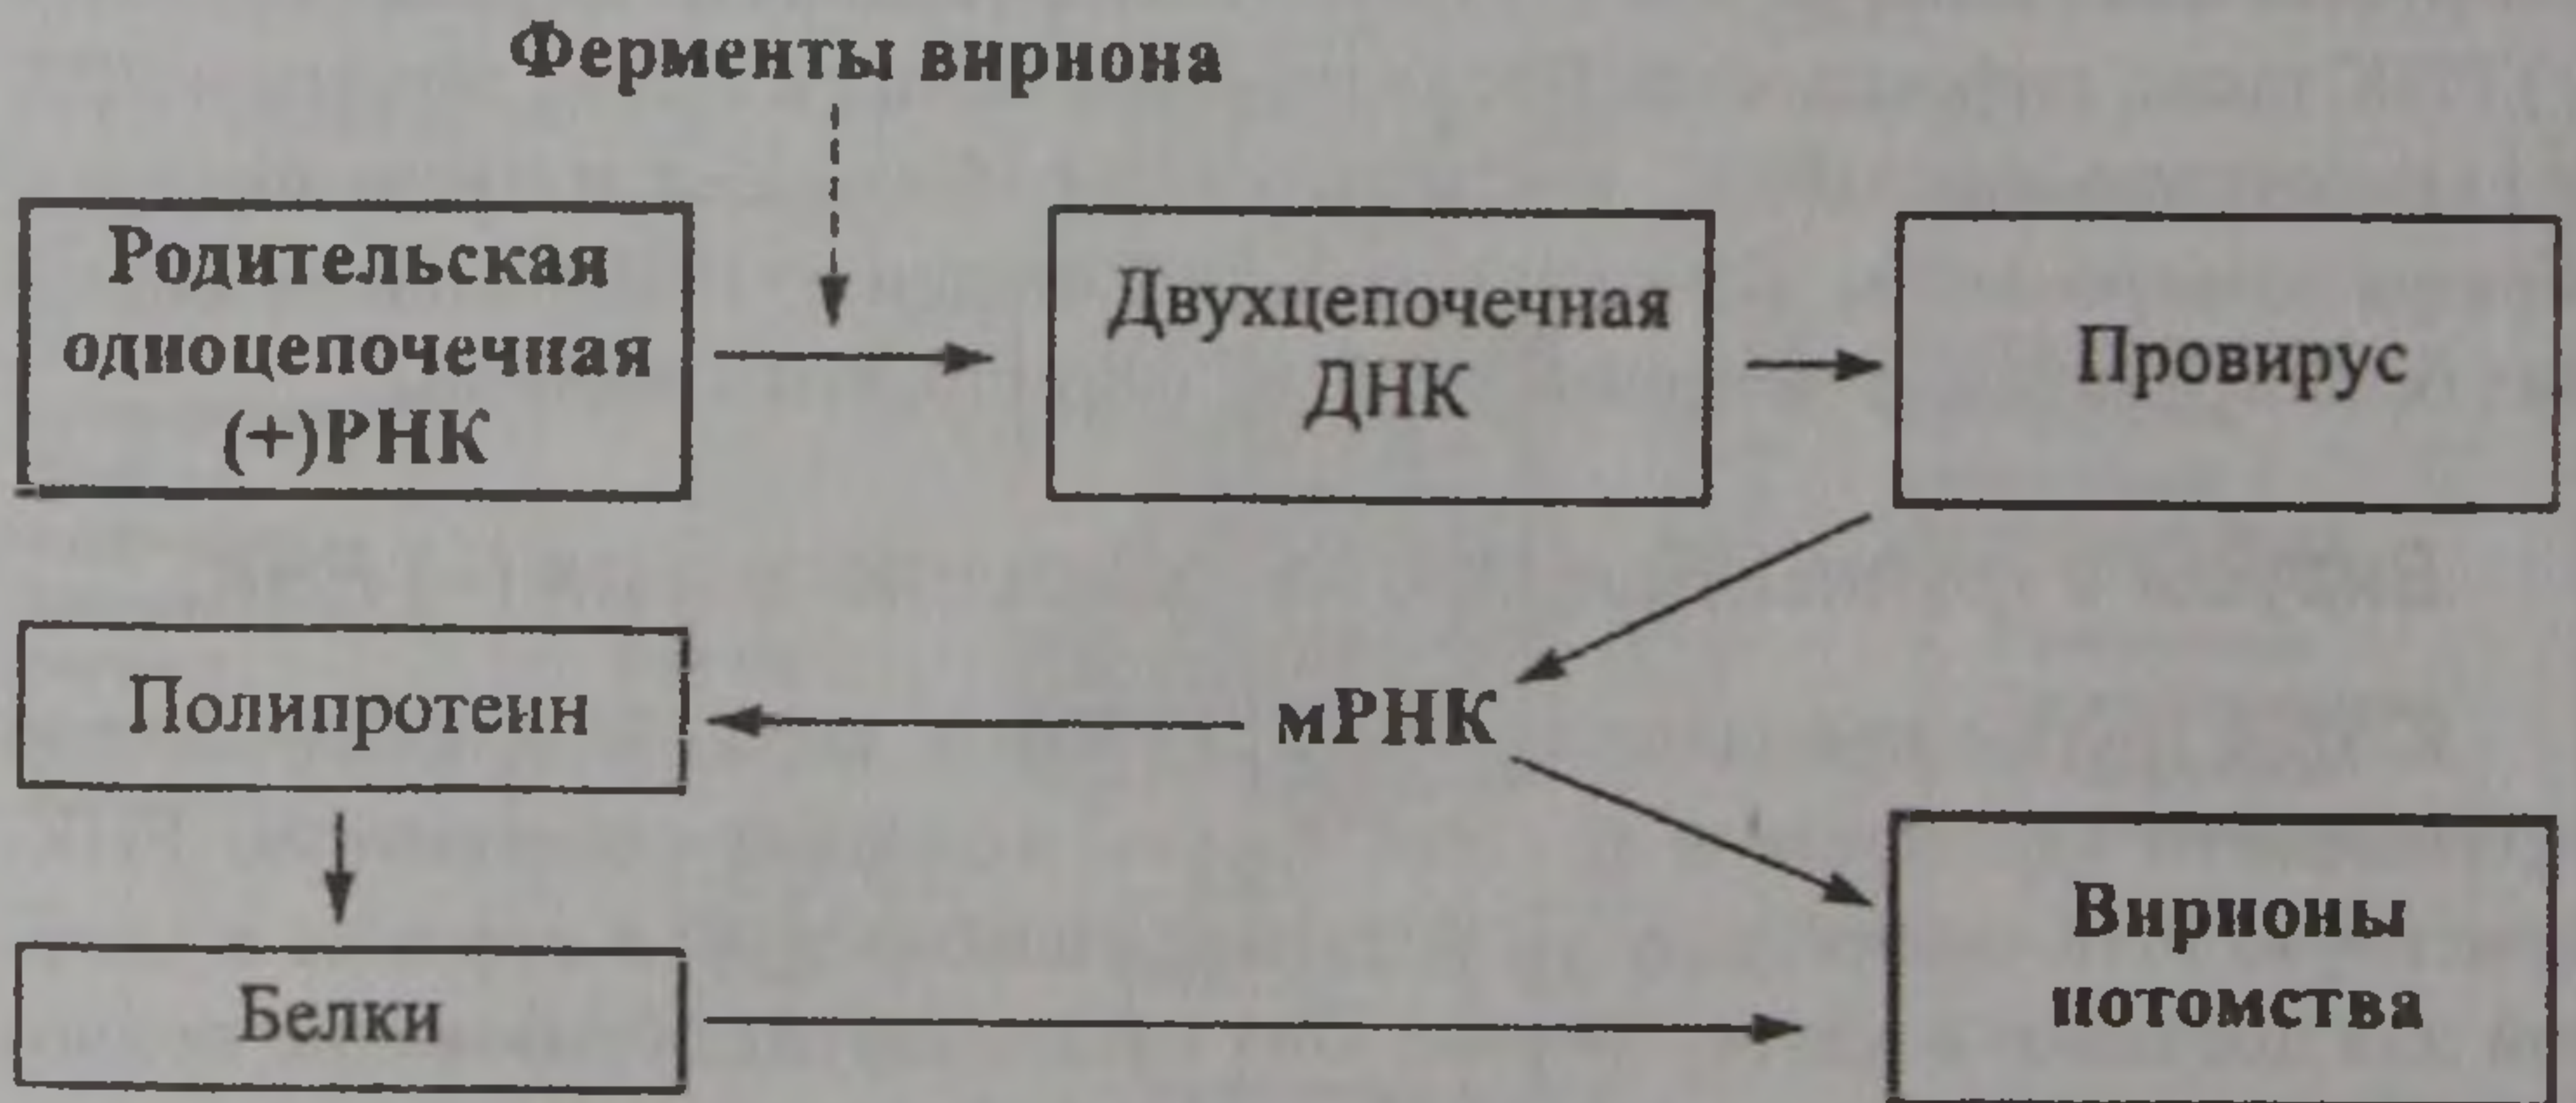 Ферменты вириона
Родительская
одноцепочечная
(+)РНК
Двухцепочечная
ДНК
Провирус
Полипротеин
мРНК
Белки
Вирионы
потомства